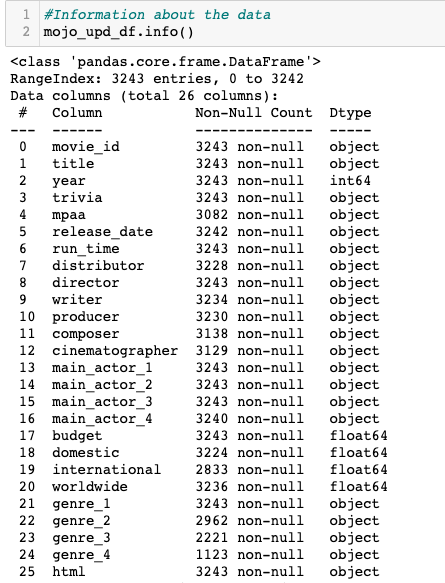 1 #Information about the data
2 mojo_upd_df.info()
<class 'pandas.core.frame.DataFrame'>
RangeIndex: 3243 entries, 0 to 3242
Data columns (total 26 columns):
 #   Column           Non-Null Count  Dtype
---  ------           --------------  -----
 0   movie_id         3243 non-null   object
 1   title            3243 non-null   object
 2   year             3243 non-null   int64
 3   trivia           3243 non-null   object
 4   mpaa             3082 non-null   object
 5   release_date     3242 non-null   object
 6   run_time         3243 non-null   object
 7   distributor      3228 non-null   object
 8   director         3243 non-null   object
 9   writer           3234 non-null   object
 10  producer         3230 non-null   object
 11  composer         3138 non-null   object
 12  cinematographer  3129 non-null   object
 13  main_actor_1     3243 non-null   object
 14  main_actor_2     3243 non-null   object
 15  main_actor_3     3243 non-null   object
 16  main_actor_4     3240 non-null   object
 17  budget           3243 non-null   float64
 18  domestic         3224 non-null   float64
 19  international    2833 non-null   float64
 20  worldwide        3236 non-null   float64
 21  genre_1          3243 non-null   object
 22  genre_2          2962 non-null   object
 23  genre_3          2221 non-null   object
 24  genre_4          1123 non-null   object
 25  html             3243 non-null   object